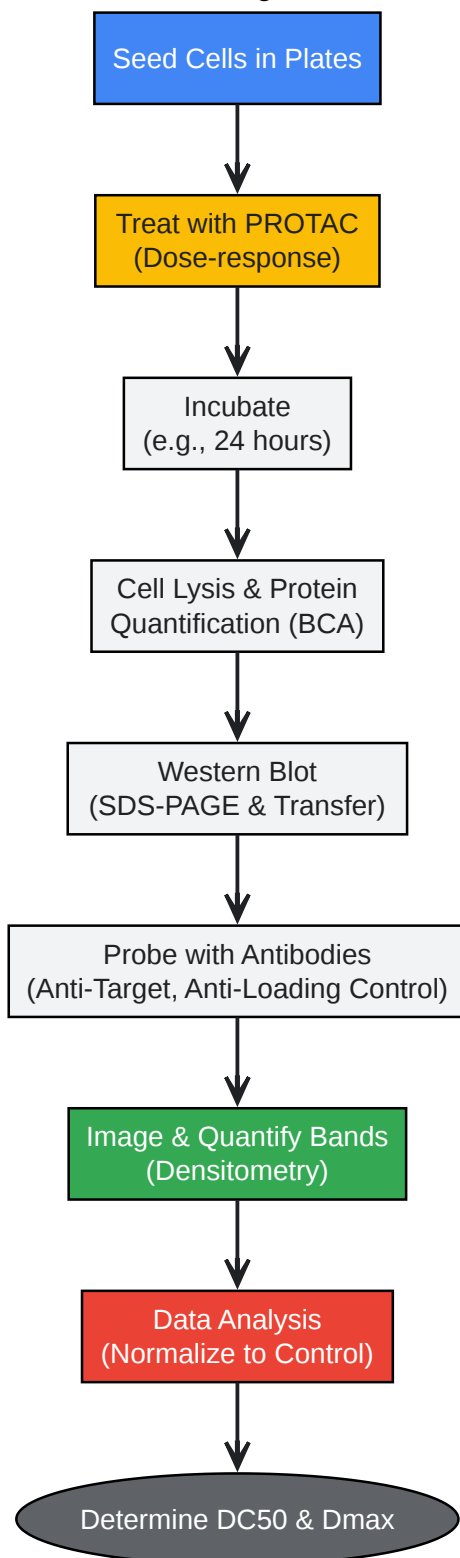 Seed Cells in Plates
Treat with PROTAC
(Dose-response)
Incubate
(e.g., 24 hours)
Cell Lysis & Protein
Quantification (BCA)
Western Blot
(SDS-PAGE & Transfer)
Probe with Antibodies
(Anti-Target, Anti-Loading Control)
Image & Quantify Bands
(Densitometry)
Data Analysis
(Normalize to Control)
Determine DC50 & Dmax